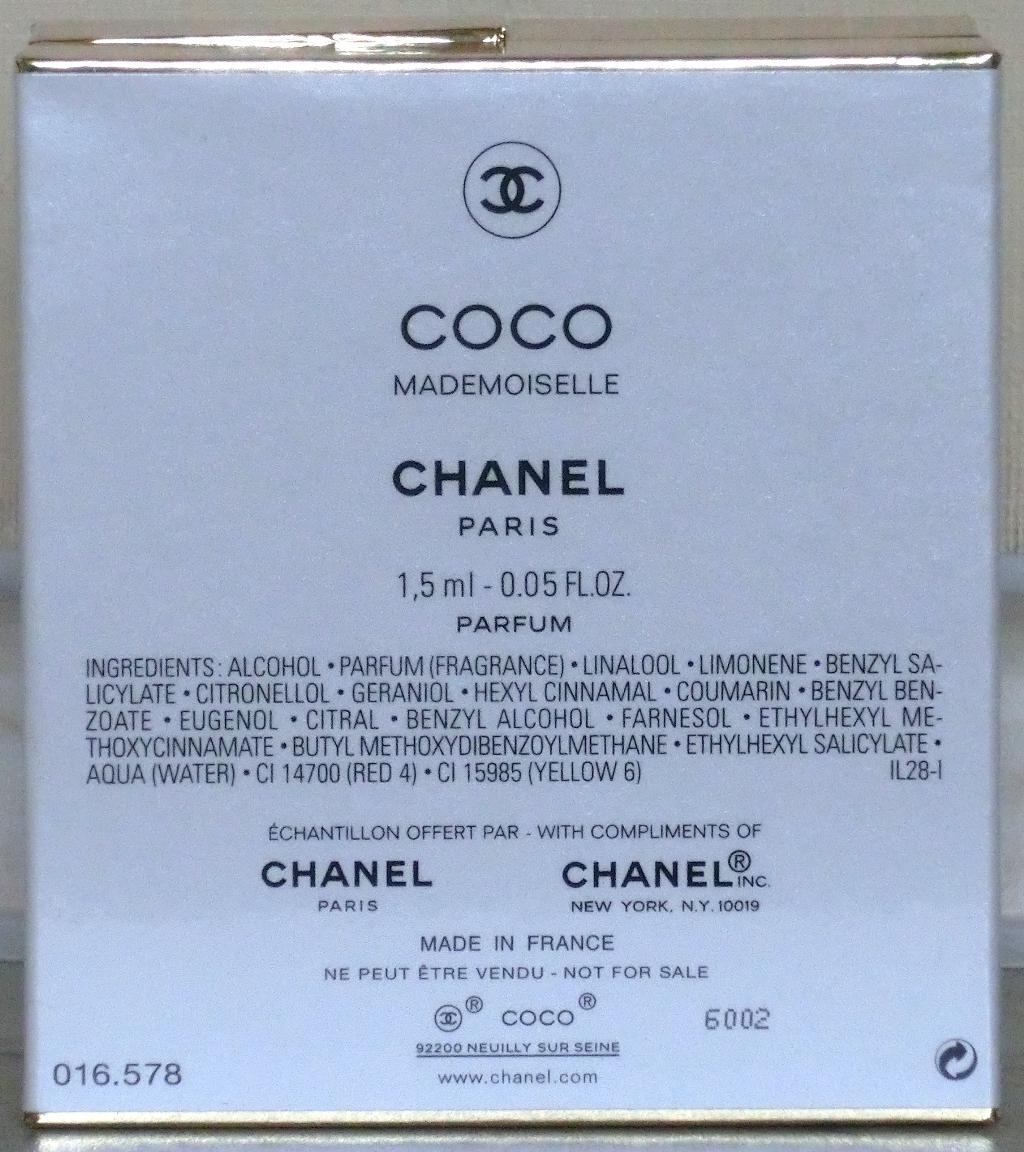 COCO
MADEMOISELLE
CHANEL
PARIS
1,5 ml - 0.05 FL.OZ.
PARFUM
INGREDIENTS : ALCOHOL • PARFUM (FRAGRANCE) • LINALOOL • LIMONENE • BENZYL SA-
LICYLATE • CITRONELLOL • GERANIOL • HEXYL CINNAMAL • COUMARIN • BENZYL BEN-
ZOATE • EUGENOL • CITRAL • BENZYL ALCOHOL • FARNESOL • ETHYLHEXYL ME-
THOXYCINNAMATE • BUTYL METHOXYDIBENZOYLMETHANE • ETHYLHEXYL SALICYLATE •
AQUA (WATER) • CI 14700 (RED 4) • CI 15985 (YELLOW 6) IL28-I
ÉCHANTILLON OFFERT PAR - WITH COMPLIMENTS OF
CHANEL CHANEL® INC.
PARIS NEW YORK, N.Y. 10019
MADE IN FRANCE
NE PEUT ÊTRE VENDU - NOT FOR SALE
® COCO® 6002
92200 NEUILLY SUR SEINE
016.578 www.chanel.com